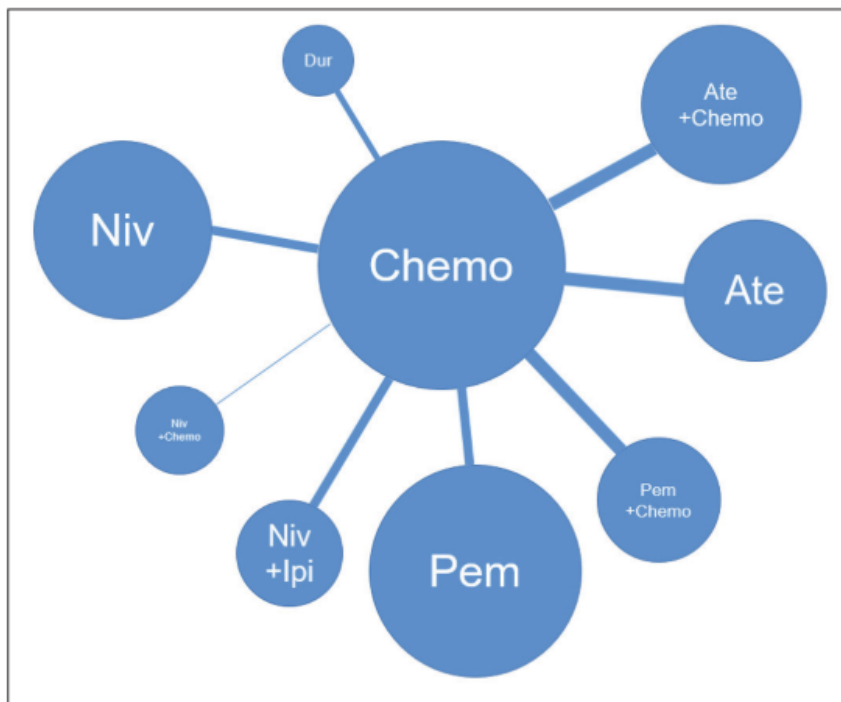 Dur
Ate
+Chemo
Niv
Chemo
Ate
Niv
+Chemo
Pem
+Chemo
Niv
+Ipi
Pem